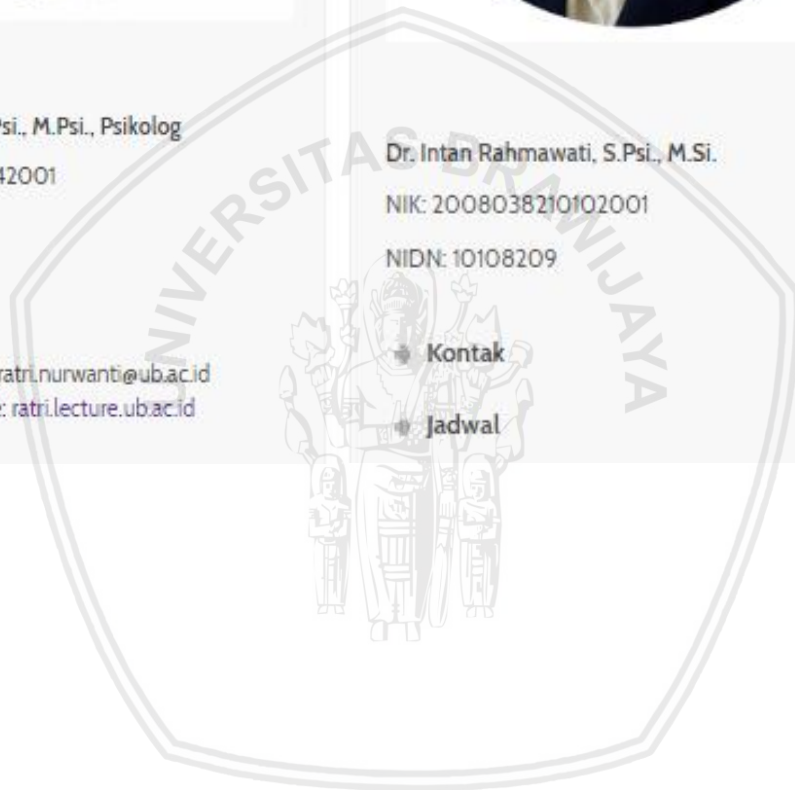 Psi., M.Psi., Psikolog
42001
ratri.nurwanti@ub.ac.id
: ratri.lecture.ub.ac.id
Dr. Intan Rahmawati, S.Psi., M.Si.
NIK: 2008038210102001
NIDN: 10108209
Kontak
Jadwal
UNIVERSITAS BRAWIJAYA